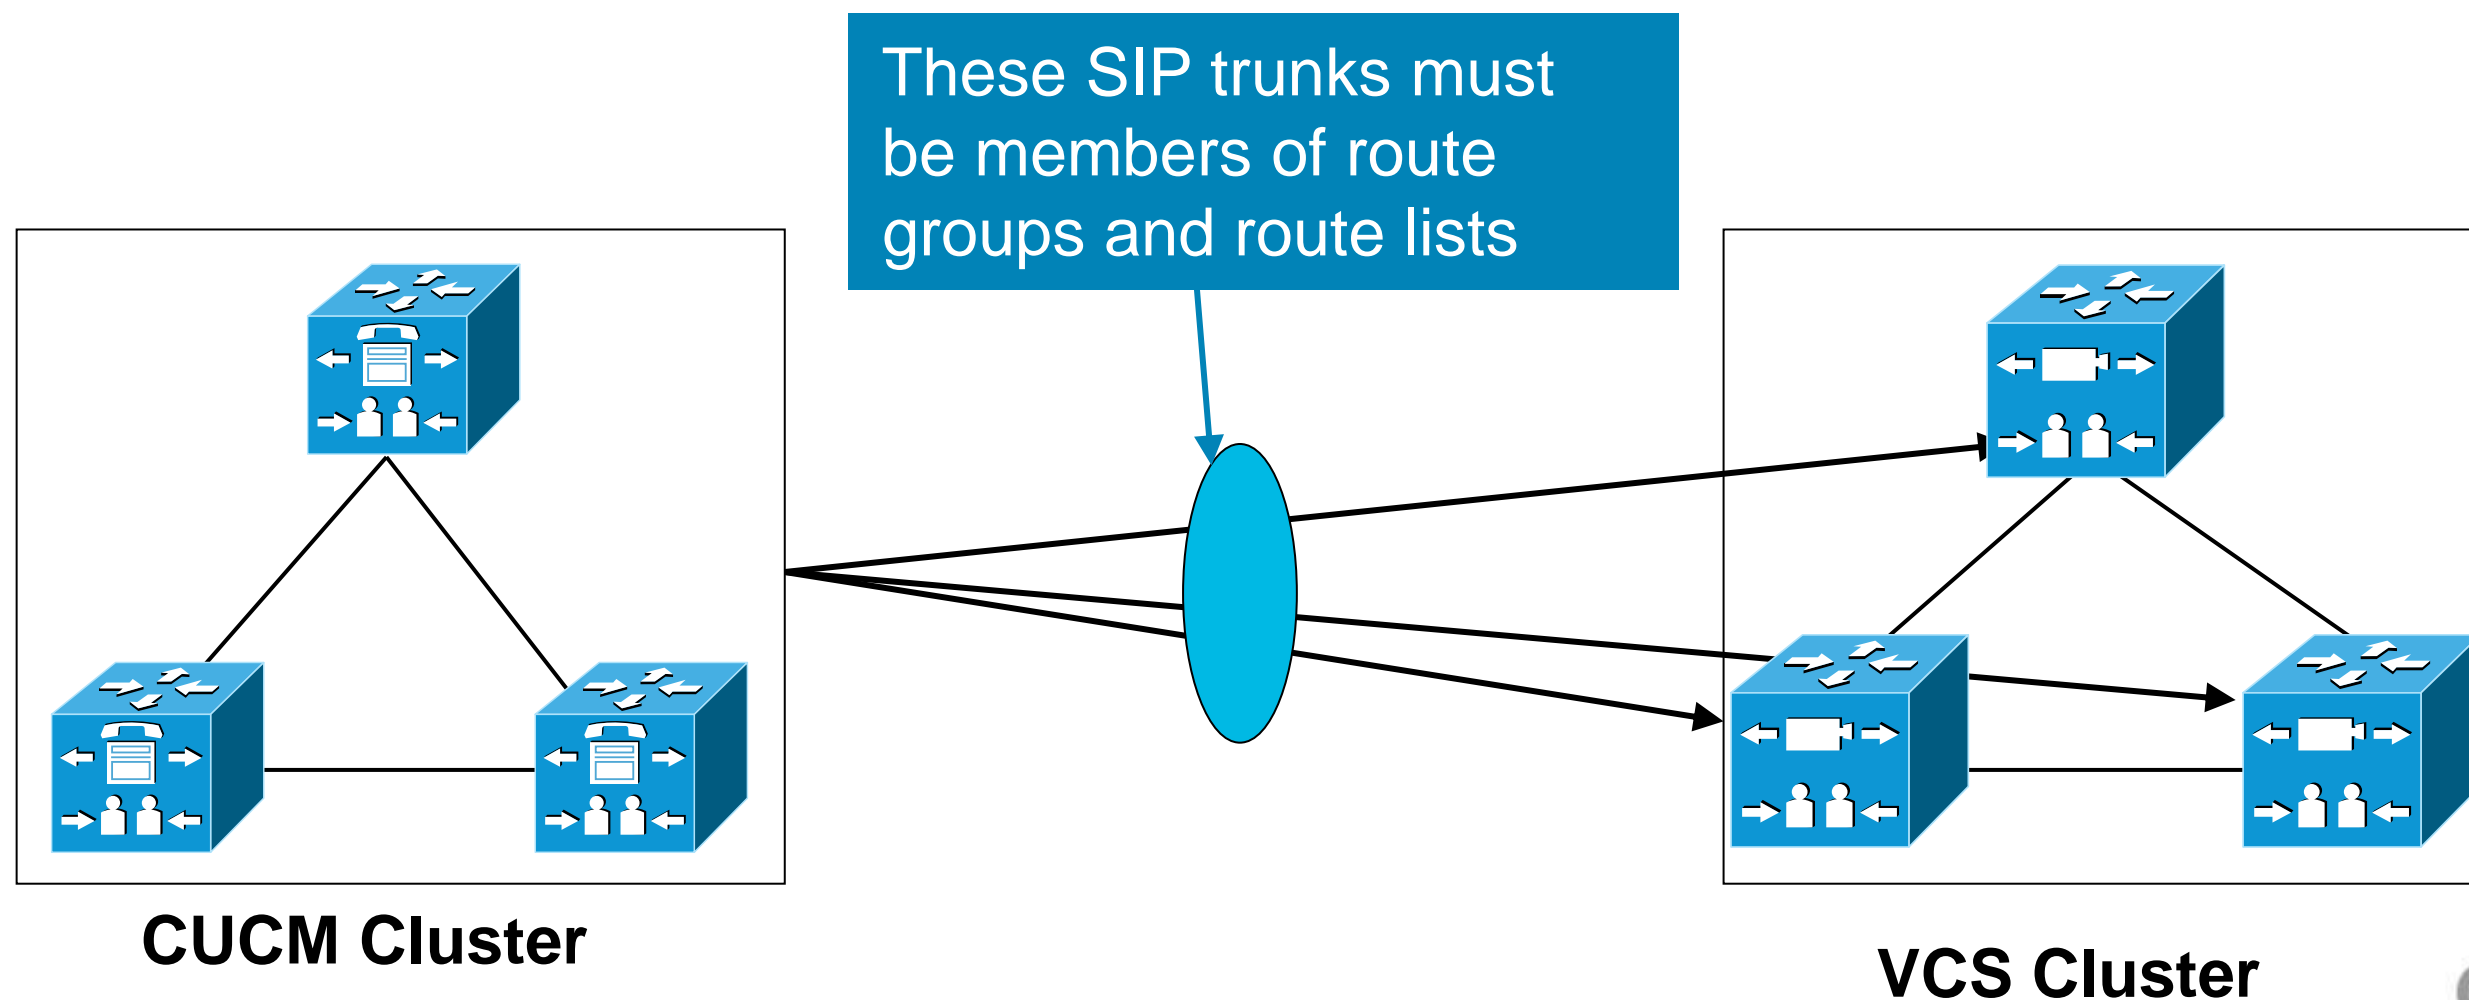 These SIP trunks must
be members of route
groups and route lists
CUCM Cluster
VCS Cluster